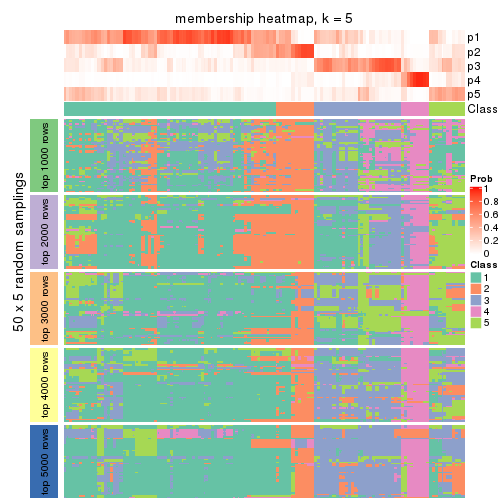 membership heatmap, k = 5
p1
p2
p3
p4
p5
Class
50 x 5 random samplings
top 1000 rows
top 2000 rows
top 3000 rows
top 4000 rows
top 5000 rows
Prob
1
0.8
0.6
0.4
0.2
0
Class
1
2
3
4
5